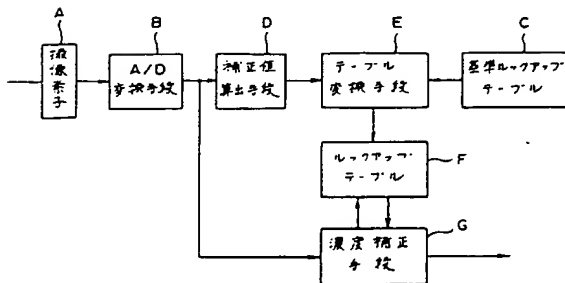 A
B
D
E
C
撮像素子
A/D
変換手段
補正値
算出手段
テーブル
変換手段
基準ルックアップ
テーブル
ルックアップ
テーブル
F
濃度補正
手段
G